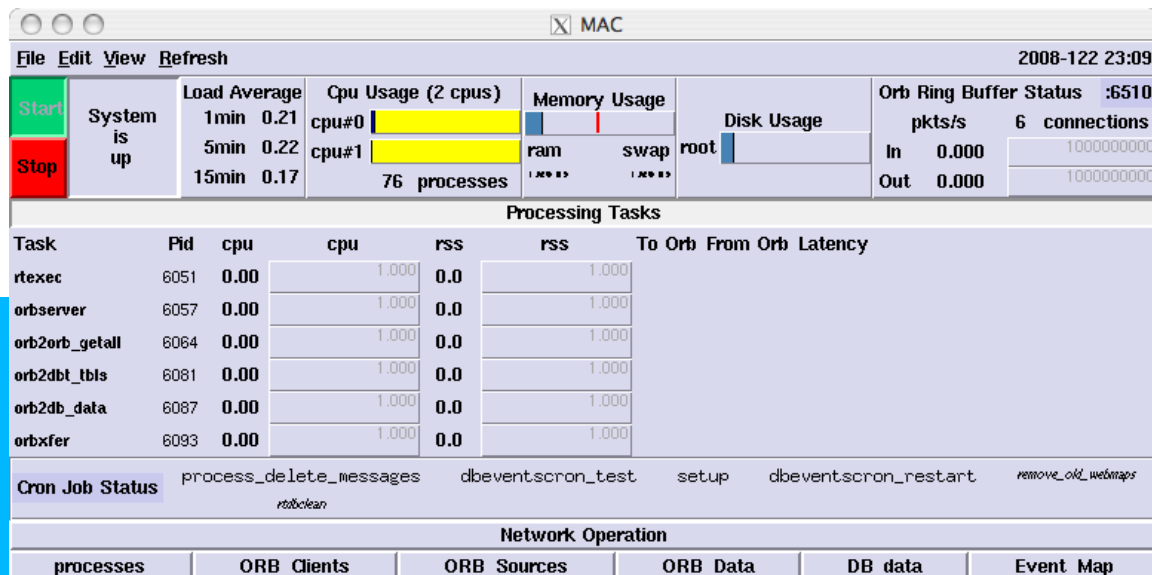 MAC
File Edit View Refresh 2008-122 23:09
Start
Stop
System
is
up
Load Average
1min 0.21
5min 0.22
15min 0.17
Cpu Usage (2 cpus)
cpu#0
cpu#1
76 processes
Memory Usage
ram swap
Disk Usage
root
Orb Ring Buffer Status :6510
pkts/s 6 connections
In 0.000 1000000000
Out 0.000 1000000000
Processing Tasks
Task Pid cpu cpu rss rss To Orb From Orb Latency
rtexec 6051 0.00 1.000 0.0 1.000
orbserver 6057 0.00 1.000 0.0 1.000
orb2orb_getall 6064 0.00 1.000 0.0 1.000
orb2dbt_tbls 6081 0.00 1.000 0.0 1.000
orb2db_data 6087 0.00 1.000 0.0 1.000
orbxfer 6093 0.00 1.000 0.0 1.000
Cron Job Status process_delete_messages dbeventscron_test setup dbeventscron_restart remove_old_webmaps
rtdbclean
Network Operation
processes ORB Clients ORB Sources ORB Data DB data Event Map